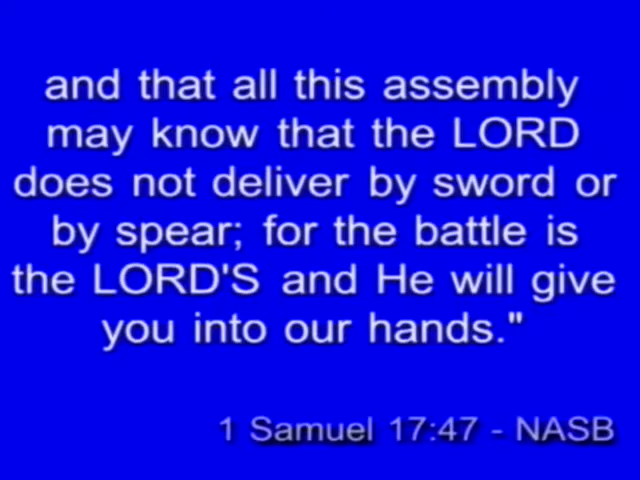 and that all this assembly
may know that the LORD
does not deliver by sword or
by spear; for the battle is
the LORD'S and He will give
you into our hands."
1 Samuel 17:47 - NASB